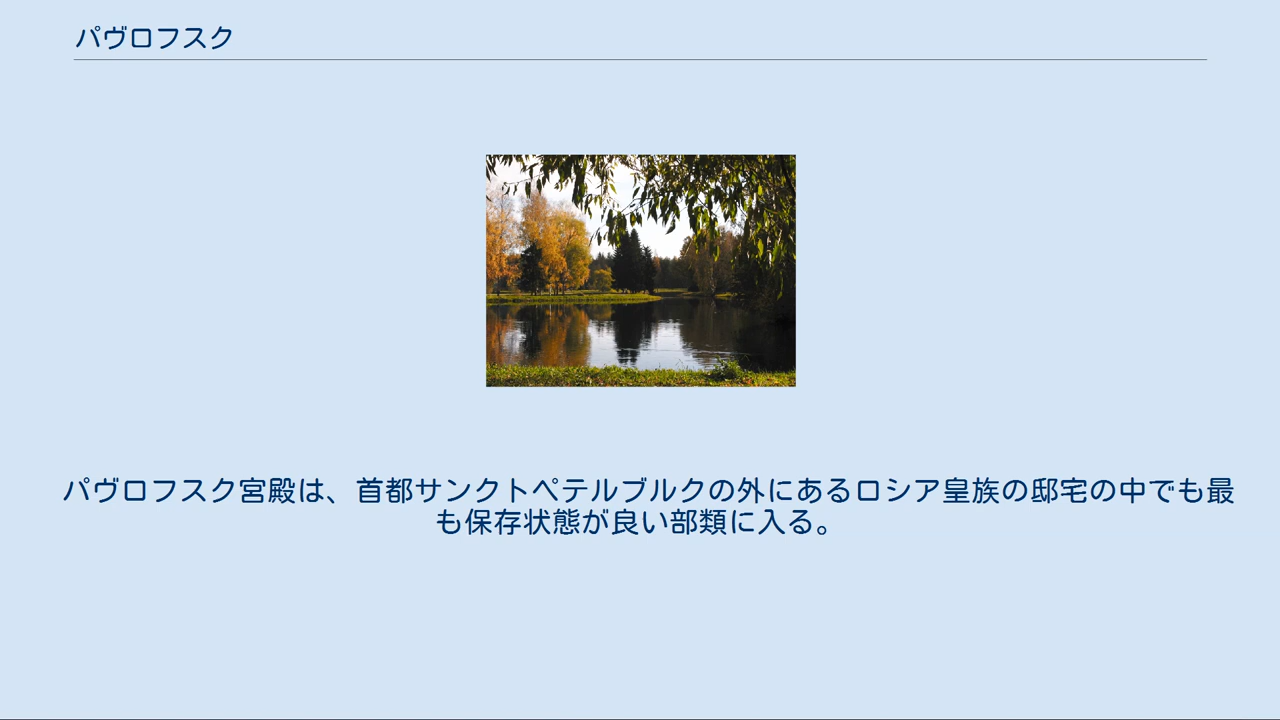 パヴロフスク
パヴロフスク宮殿は、首都サンクトペテルブルクの外にあるロシア皇族の邸宅の中でも最
も保存状態が良い部類に入る。